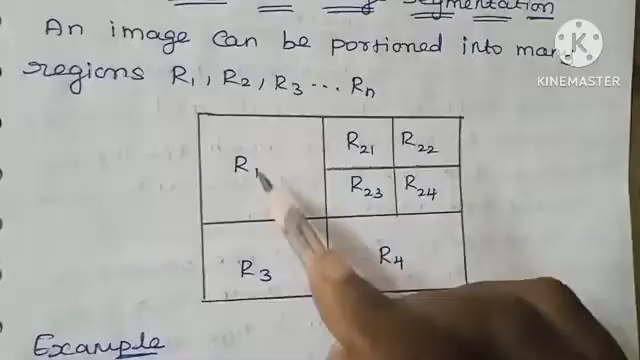 Segmentation
An image can be portioned into many
regions R1, R2, R3 ... Rn
R1 R21 R22
R23 R24
R3 R4
Example
K
KINEMASTER